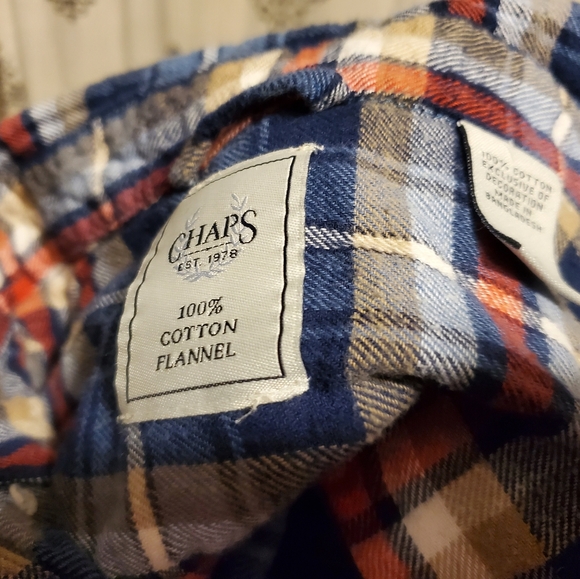 CHAPS
EST. 1978
100%
COTTON
FLANNEL
100% COTTON
EXCLUSIVE OF
DECORATION
MADE IN
BANGLADESH